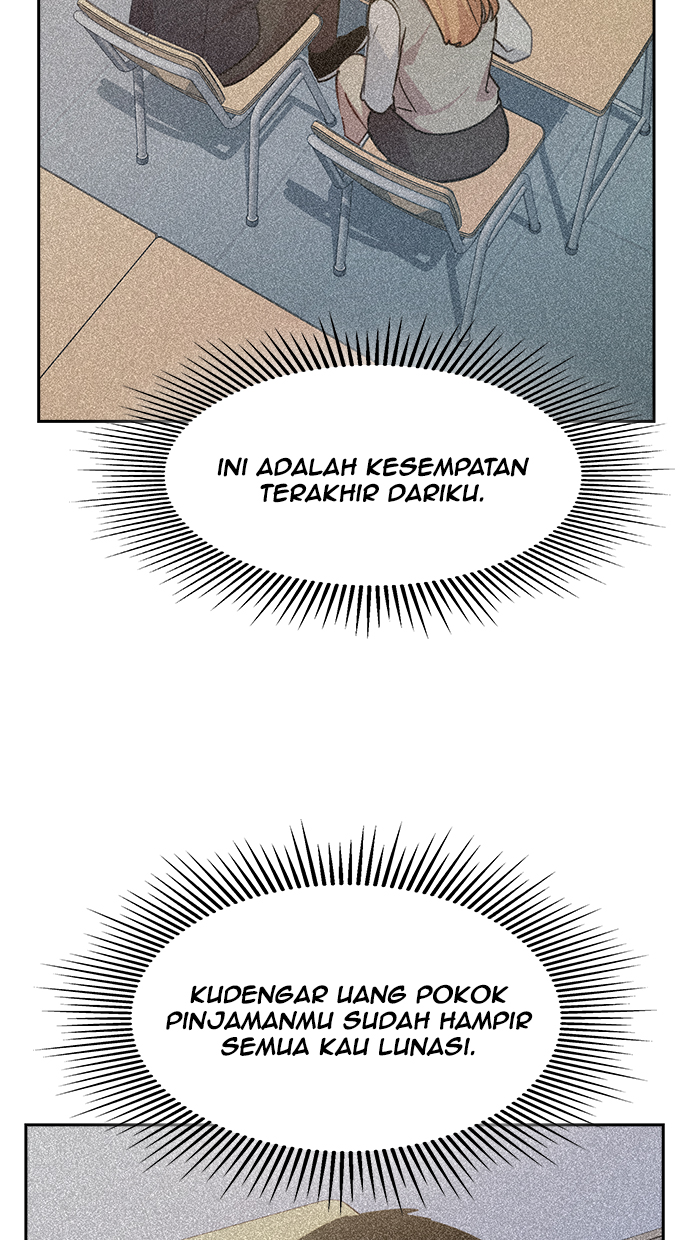 INI ADALAH KESEMPATAN
TERAKHIR DARIKU.
KUDENGAR UANG POKOK
PINJAMANMU SUDAH HAMPIR
SEMUA KAU LUNASI.